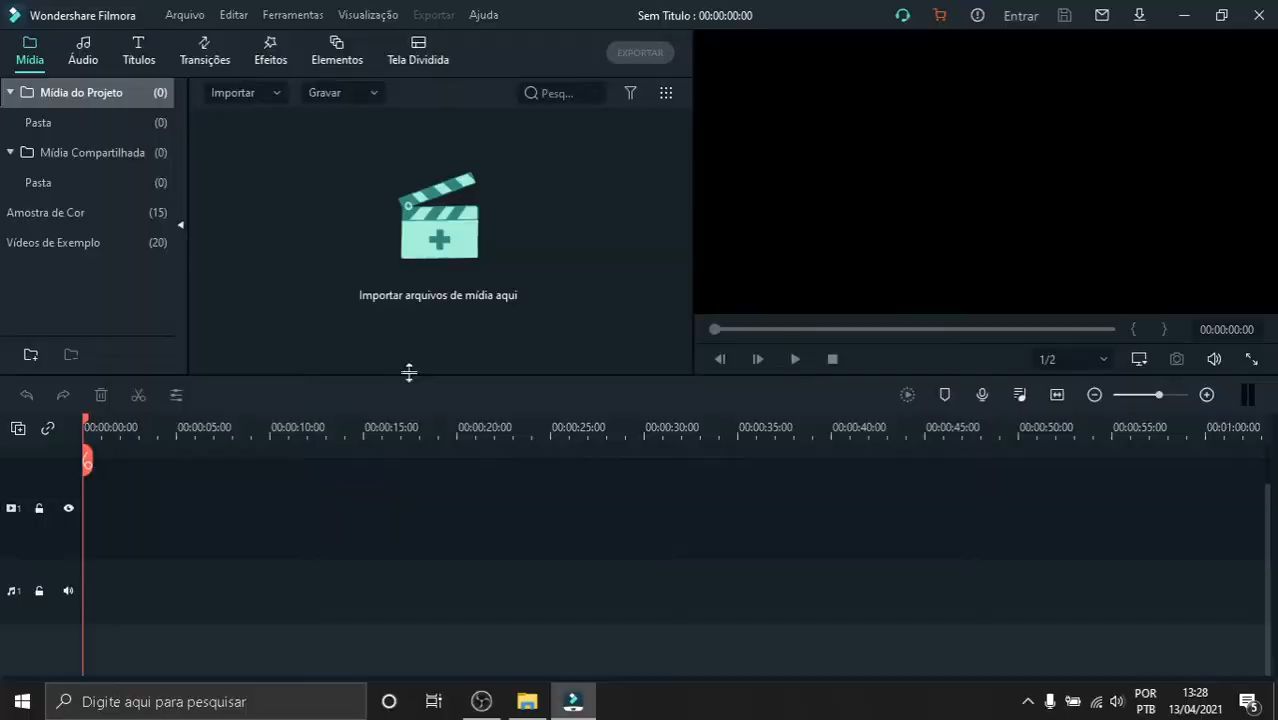 Wondershare Filmora Arquivo Editar Ferramentas Visualização Exportar Ajuda Sem Titulo : 00:00:00:00 Entrar
Mídia Áudio Títulos Transições Efeitos Elementos Tela Dividida EXPORTAR
Mídia do Projeto (0)
Pasta (0)
Mídia Compartilhada (0)
Pasta (0)
Amostra de Cor (15)
Vídeos de Exemplo (20)
Importar Gravar Pesq...
Importar arquivos de mídia aqui
{ } 00:00:00:00
1/2
00:00:00:00 00:00:05:00 00:00:10:00 00:00:15:00 00:00:20:00 00:00:25:00 00:00:30:00 00:00:35:00 00:00:40:00 00:00:45:00 00:00:50:00 00:00:55:00 00:01:00:00
1
1
Digite aqui para pesquisar
POR
PTB
13:28
13/04/2021
5